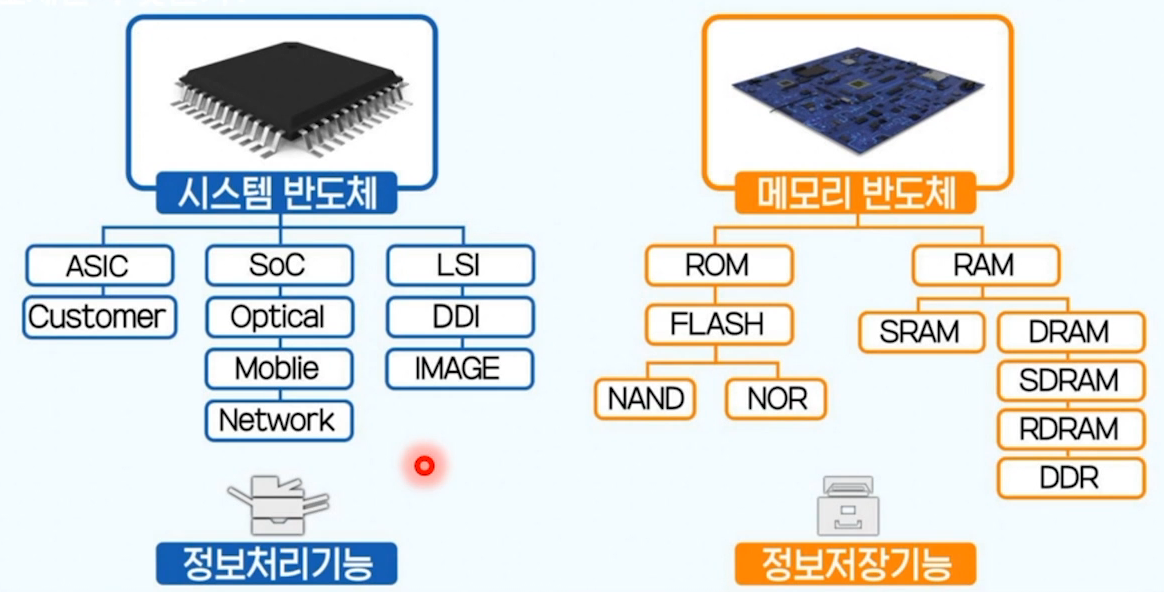 시스템 반도체
ASIC
Customer
SoC
Optical
Moblie
Network
LSI
DDI
IMAGE
정보처리기능
메모리 반도체
ROM
FLASH
NAND
NOR
RAM
SRAM
DRAM
SDRAM
RDRAM
DDR
정보저장기능